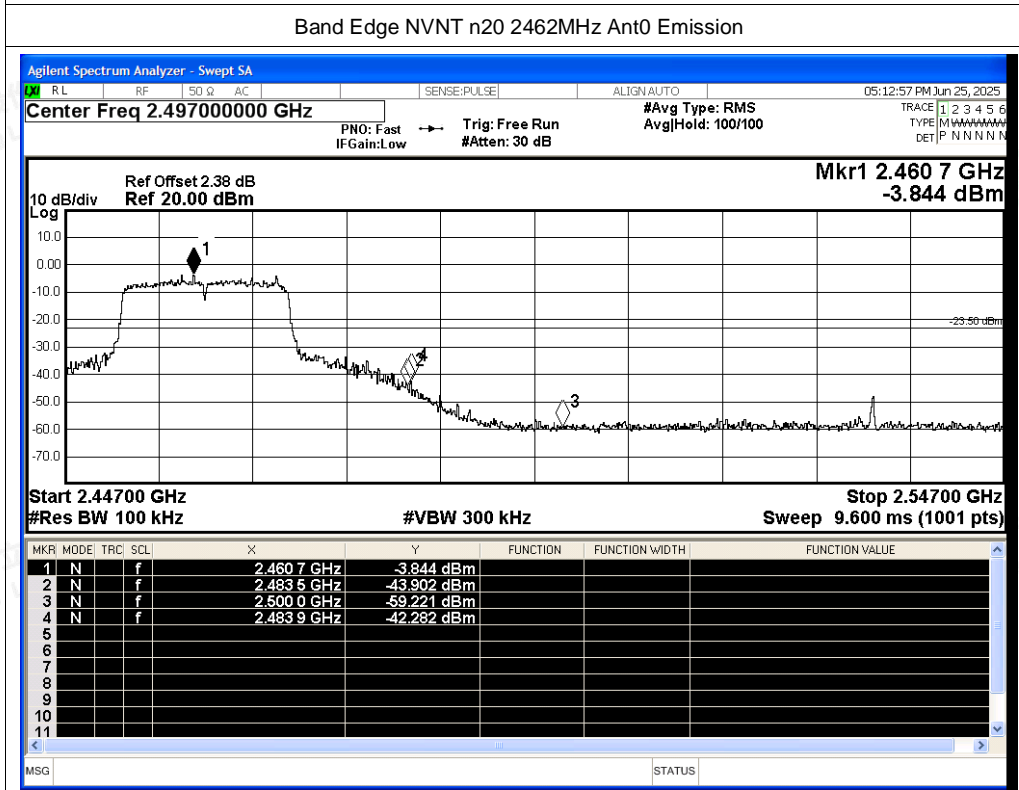 Band Edge NVNT n20 2462MHz Ant0 Emission
Agilent Spectrum Analyzer - Swept SA
LXI RL RF 50 Ω AC SENSE:PULSE ALIGN AUTO 05:12:57 PM Jun 25, 2025
Center Freq 2.497000000 GHz #Avg Type: RMS TRACE 1 2 3 4 5 6
PNO: Fast Trig: Free Run Avg|Hold: 100/100 TYPE M WWWWW
IFGain:Low #Atten: 30 dB DET P N N N N N
Mkr1 2.460 7 GHz
Ref Offset 2.38 dB
10 dB/div Ref 20.00 dBm -3.844 dBm
Log
10.0
1
0.00
-10.0
-20.0
-23.50 dBm
-30.0
4
2
-40.0
-50.0
3
-60.0
-70.0
Start 2.44700 GHz Stop 2.54700 GHz
#Res BW 100 kHz #VBW 300 kHz Sweep 9.600 ms (1001 pts)
MKR MODE TRC SCL X Y FUNCTION FUNCTION WIDTH FUNCTION VALUE
1 N f 2.460 7 GHz -3.844 dBm
2 N f 2.483 5 GHz -43.902 dBm
3 N f 2.500 0 GHz -59.221 dBm
4 N f 2.483 9 GHz -42.282 dBm
5
6
7
8
9
10
11
MSG STATUS